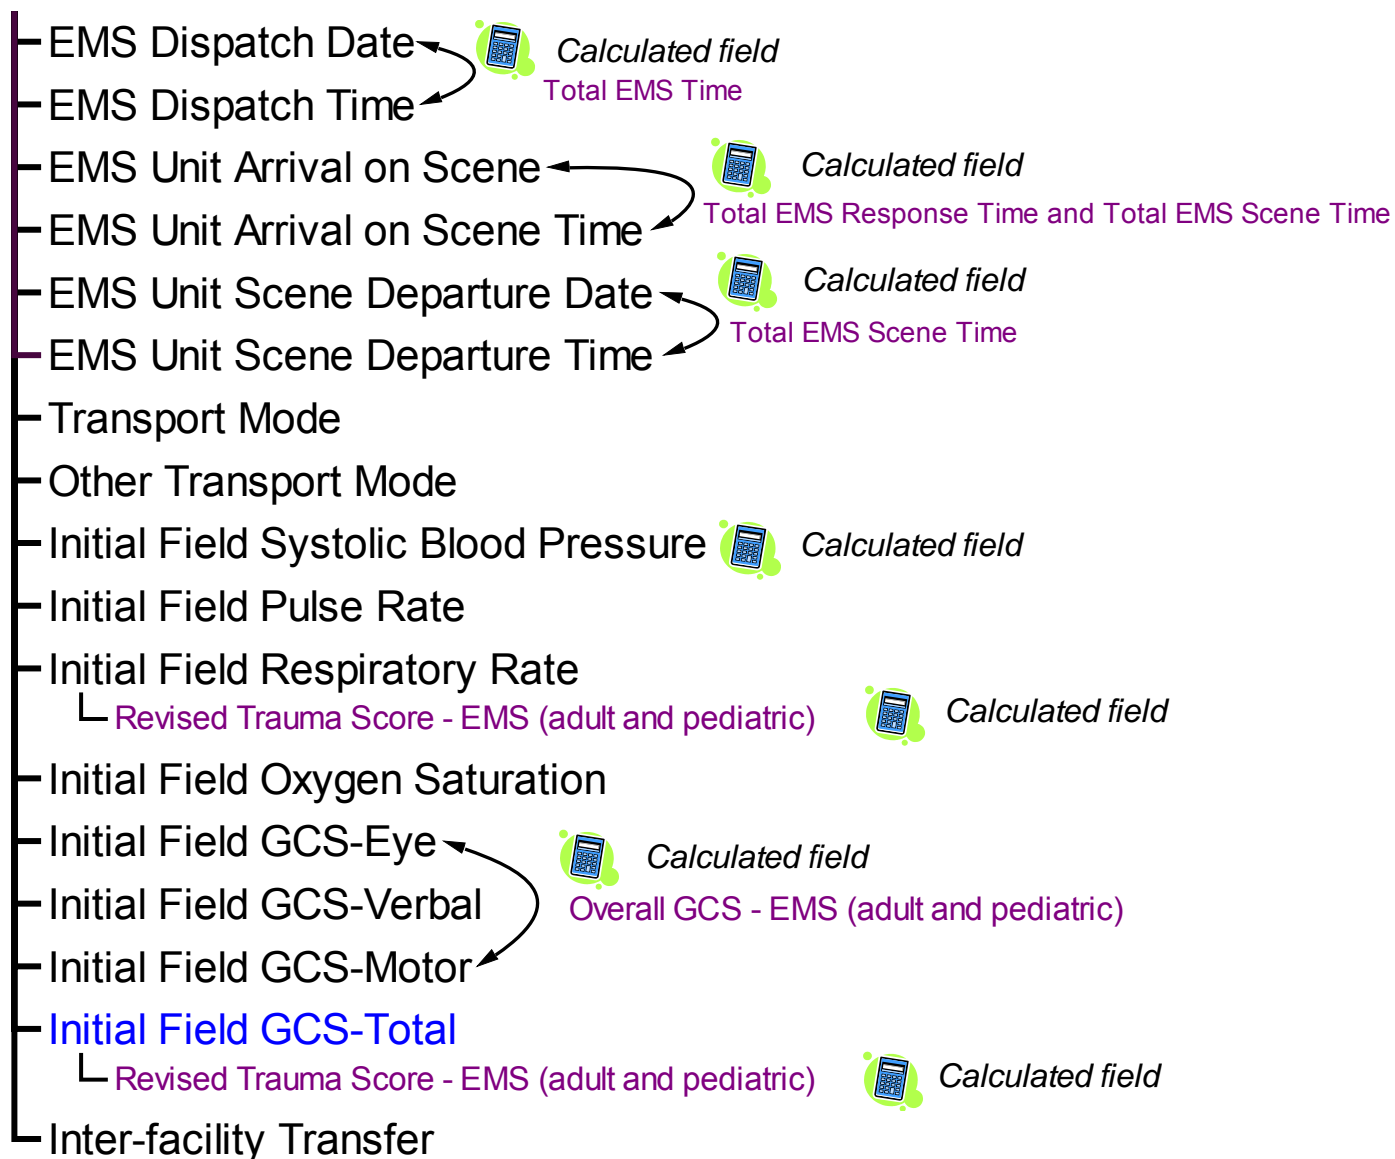 EMS Dispatch Date
Calculated field
Total EMS Time
EMS Dispatch Time
EMS Unit Arrival on Scene
Calculated field
Total EMS Response Time and Total EMS Scene Time
EMS Unit Arrival on Scene Time
EMS Unit Scene Departure Date
Calculated field
Total EMS Scene Time
EMS Unit Scene Departure Time
Transport Mode
Other Transport Mode
Initial Field Systolic Blood Pressure
Calculated field
Initial Field Pulse Rate
Initial Field Respiratory Rate
Revised Trauma Score - EMS (adult and pediatric)
Calculated field
Initial Field Oxygen Saturation
Initial Field GCS-Eye
Calculated field
Initial Field GCS-Verbal
Overall GCS - EMS (adult and pediatric)
Initial Field GCS-Motor
Initial Field GCS-Total
Revised Trauma Score - EMS (adult and pediatric)
Calculated field
Inter-facility Transfer